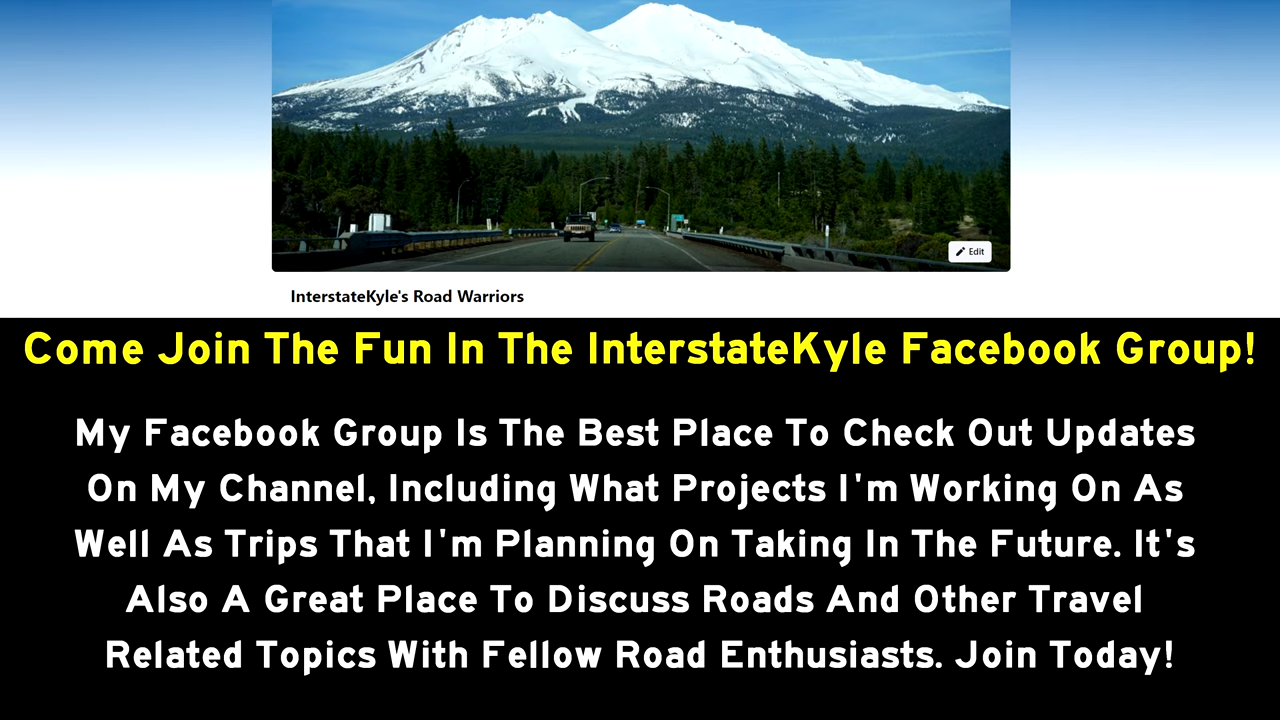 Edit
InterstateKyle's Road Warriors
Come Join The Fun In The InterstateKyle Facebook Group!
My Facebook Group Is The Best Place To Check Out Updates
On My Channel, Including What Projects I'm Working On As
Well As Trips That I'm Planning On Taking In The Future. It's
Also A Great Place To Discuss Roads And Other Travel
Related Topics With Fellow Road Enthusiasts. Join Today!